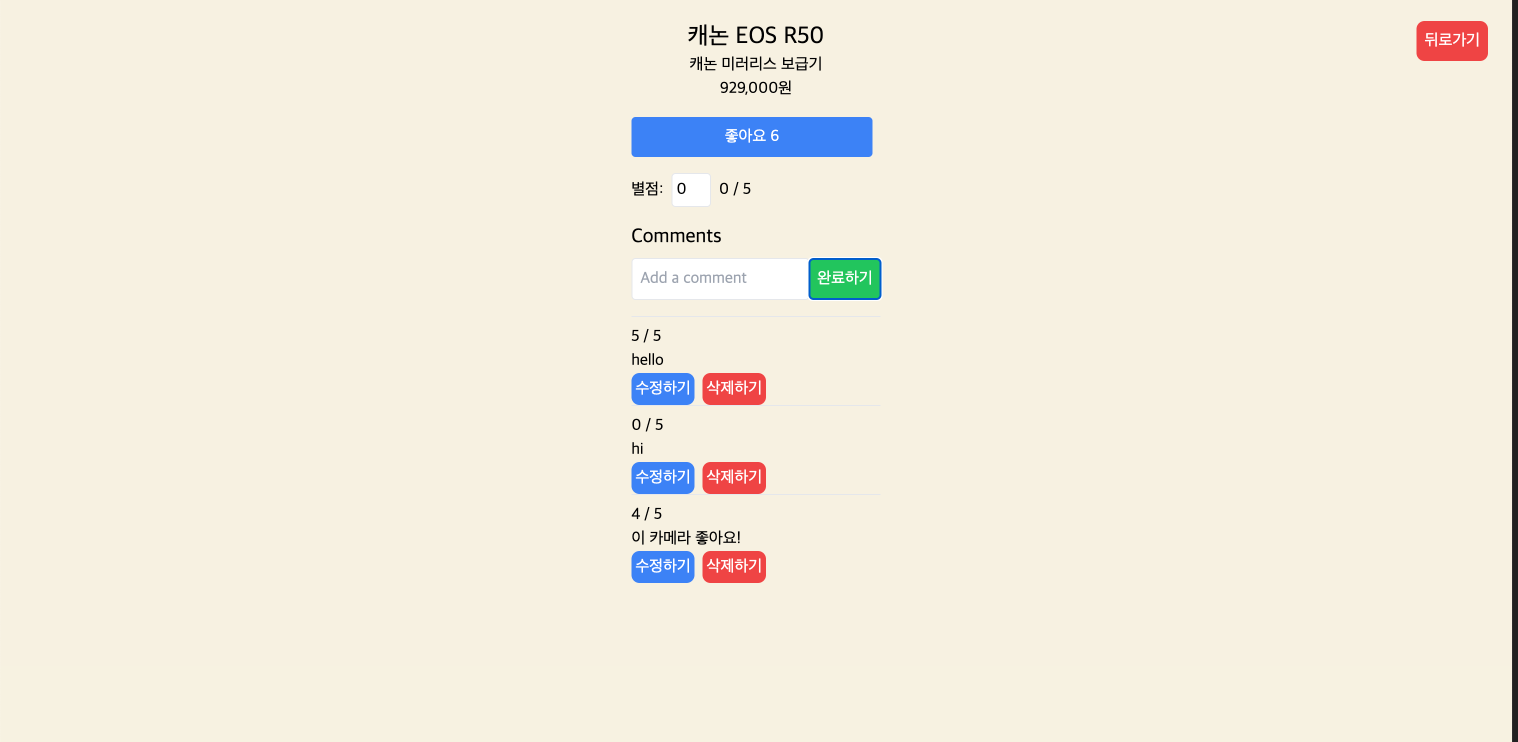 캐논 EOS R50
뒤로가기
캐논 미러리스 보급기
929,000원
좋아요 6
별점: 0 0 / 5
Comments
Add a comment 완료하기
5 / 5
hello
수정하기 삭제하기
0 / 5
hi
수정하기 삭제하기
4 / 5
이 카메라 좋아요!
수정하기 삭제하기